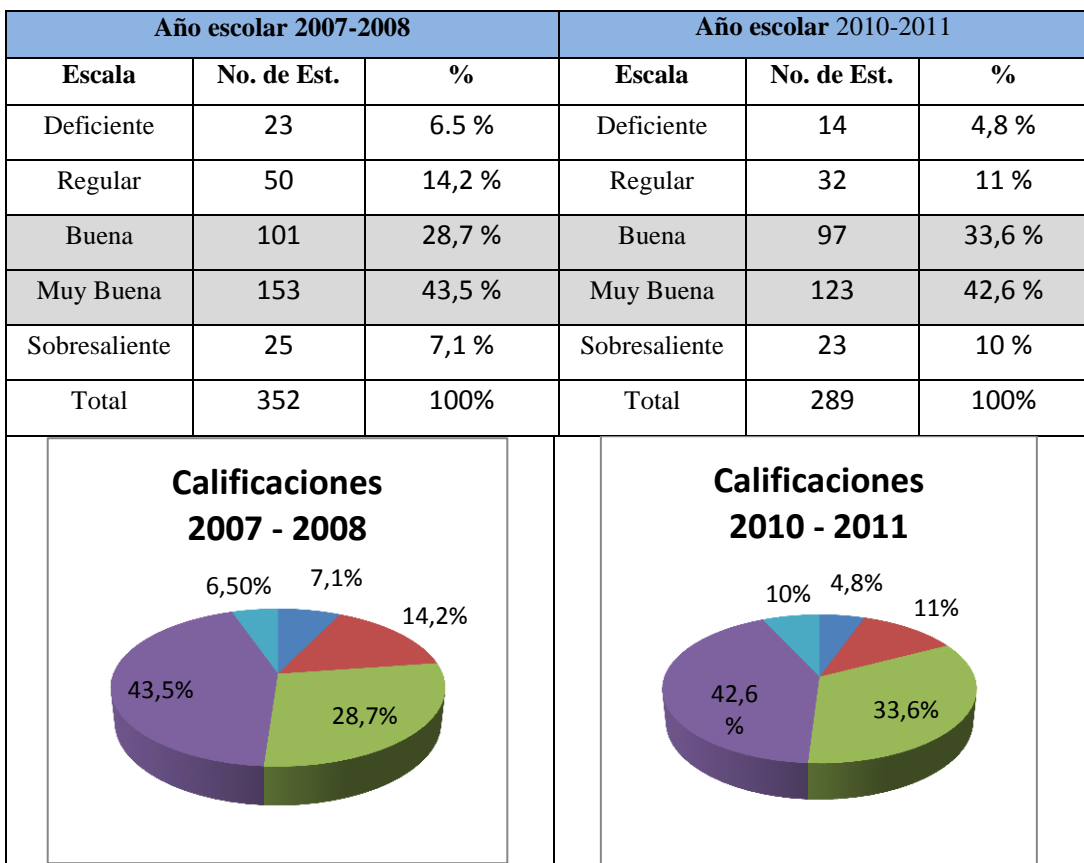 Año escolar 2007-2008 Año escolar 2010-2011
Escala No. de Est. % Escala No. de Est. %
Deficiente 23 6.5 % Deficiente 14 4,8 %
Regular 50 14,2 % Regular 32 11 %
Buena 101 28,7 % Buena 97 33,6 %
Muy Buena 153 43,5 % Muy Buena 123 42,6 %
Sobresaliente 25 7,1 % Sobresaliente 23 10 %
Total 352 100% Total 289 100%
Calificaciones
2007 - 2008
6,50% 7,1%
14,2%
43,5%
28,7%
Calificaciones
2010 - 2011
10% 4,8%
11%
42,6
%
33,6%